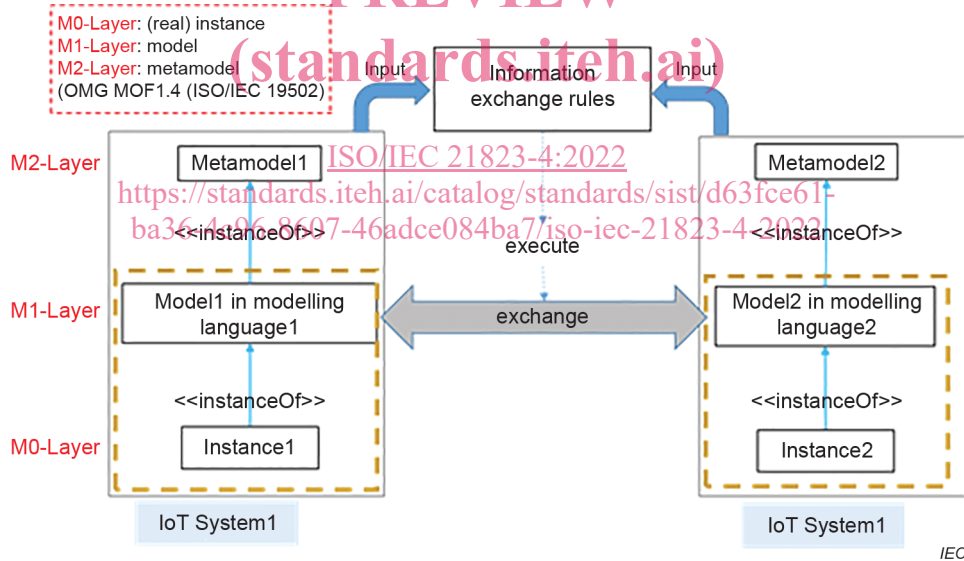 PREVIEW
M0-Layer: (real) instance
M1-Layer: model
M2-Layer: metamodel
(OMG MOF1.4 (ISO/IEC 19502)
(standards.iteh.ai)
Input
Information
exchange rules
Input
M2-Layer
Metamodel1
ISO/IEC 21823-4:2022
Metamodel2
https://standards.iteh.ai/catalog/standards/sist/d63fce61-
ba36-4c96-8607-46adce084ba7/iso-iec-21823-4-2022
<<instanceOf>>
<<instanceOf>>
execute
M1-Layer
Model1 in modelling
language1
exchange
Model2 in modelling
language2
<<instanceOf>>
<<instanceOf>>
M0-Layer
Instance1
Instance2
IoT System1
IoT System1
IEC